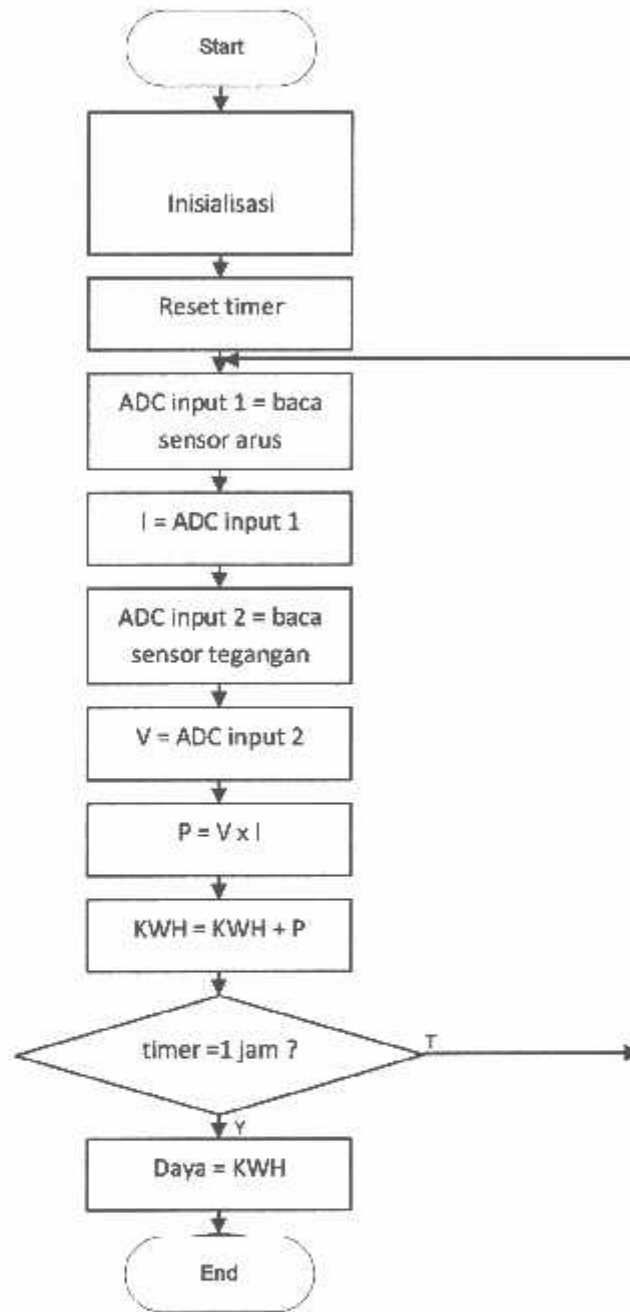 Start
Inisialisasi
Reset timer
ADC input 1 = baca
sensor arus
I = ADC input 1
ADC input 2 = baca
sensor tegangan
V = ADC input 2
P = V x I
KWH = KWH + P
timer =1 jam ?
T
Y
Daya = KWH
End